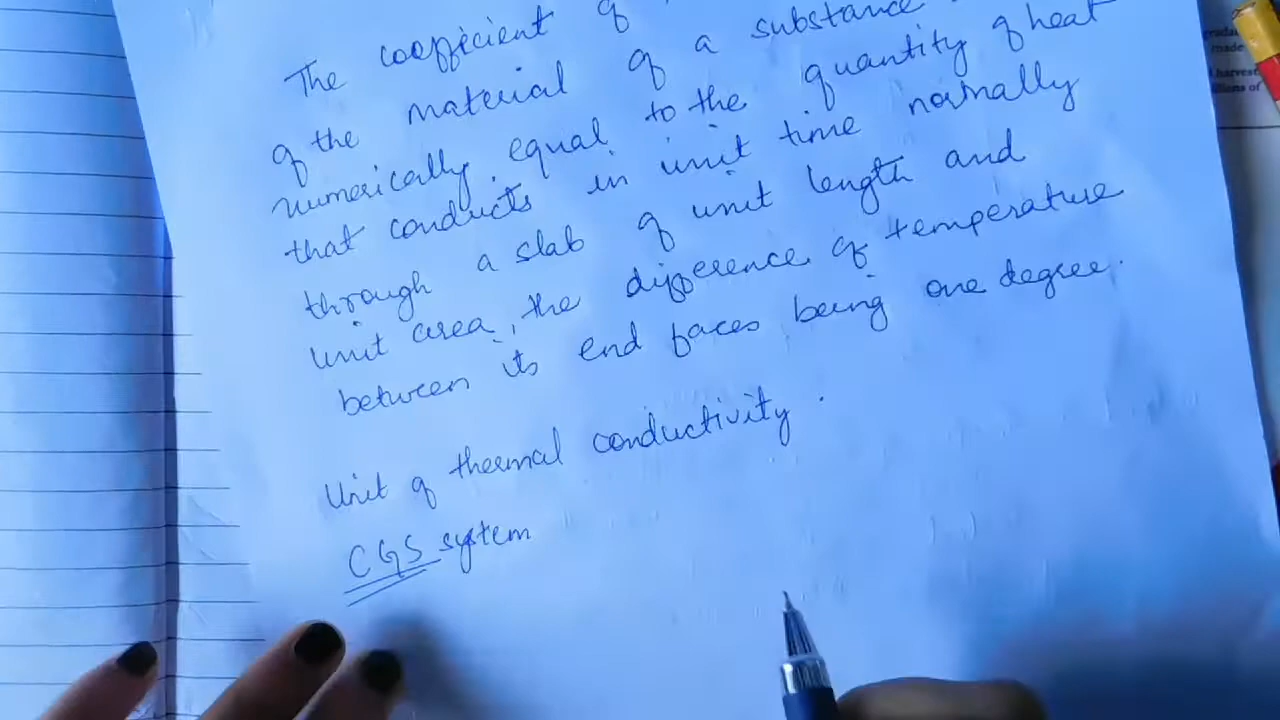 The coefficient of
of the material of a substance
numerically equal to the quantity of heat
that conducts in unit time normally
through a slab of unit length and
unit area, the difference of temperature
between its end faces being one degree.
Unit of thermal conductivity.
CGS system
made
harvest
of